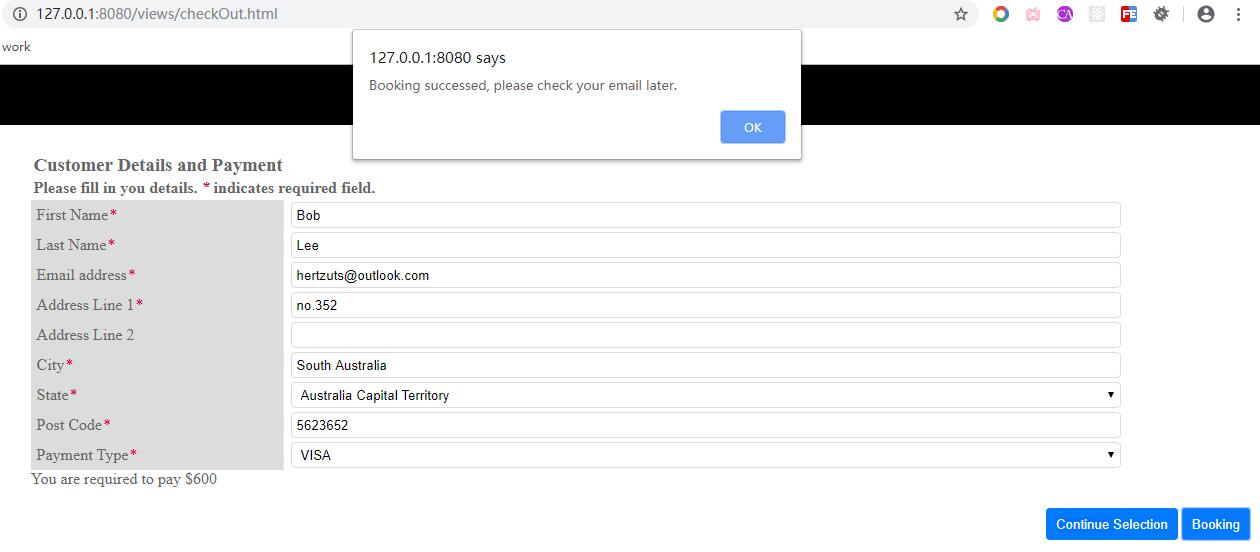 127.0.0.1:8080/views/checkOut.html
CA
FE
work
127.0.0.1:8080 says
Booking successed, please check your email later.
OK
Customer Details and Payment
Please fill in you details. * indicates required field.
First Name* Bob
Last Name* Lee
Email address* hertzuts@outlook.com
Address Line 1* no.352
Address Line 2
City* South Australia
State* Australia Capital Territory
Post Code* 5623652
Payment Type* VISA
You are required to pay $600
Continue Selection Booking